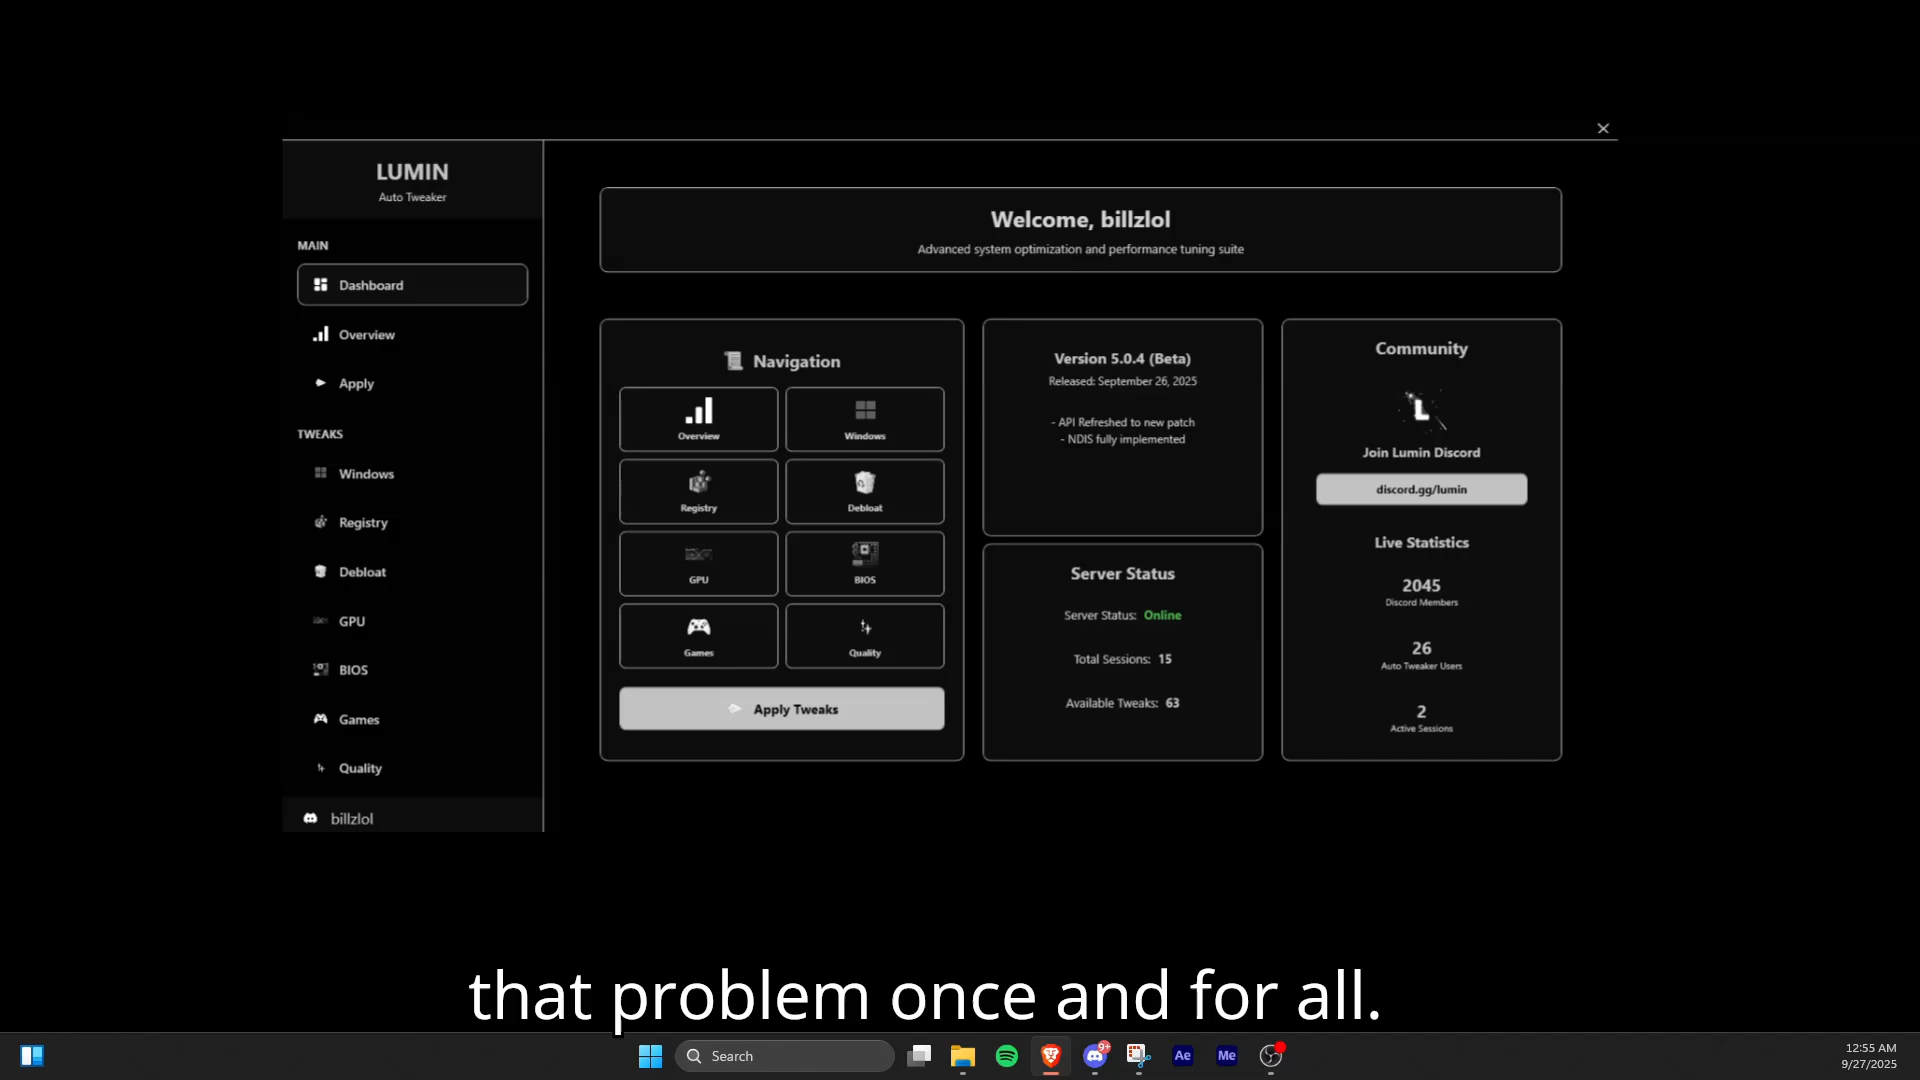 LUMIN
Auto Tweaker
MAIN
Dashboard
Overview
Apply
TWEAKS
Windows
Registry
Debloat
GPU
BIOS
Games
Quality
billzlol
Welcome, billzlol
Advanced system optimization and performance tuning suite
Navigation
Overview
Windows
Registry
Debloat
GPU
BIOS
Games
Quality
Apply Tweaks
Version 5.0.4 (Beta)
Released: September 26, 2025
- API Refreshed to new patch
- NDIS fully implemented
Server Status
Server Status: Online
Total Sessions: 15
Available Tweaks: 63
Community
L
Join Lumin Discord
discord.gg/lumin
Live Statistics
2045
Discord Members
26
Auto Tweaker Users
2
Active Sessions
that problem once and for all.
Search
9+
Ae
Me
12:55 AM
9/27/2025